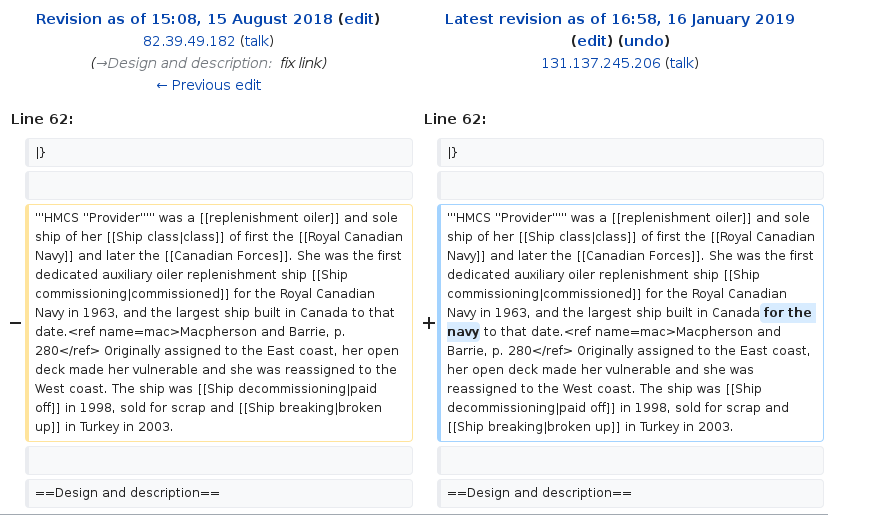 Revision as of 15:08, 15 August 2018 (edit)
82.39.49.182 (talk)
(→Design and description: fix link)
← Previous edit
Line 62:
|}
'''HMCS ''Provider''''' was a [[replenishment oiler]] and sole
ship of her [[Ship class|class]] of first the [[Royal Canadian
Navy]] and later the [[Canadian Forces]]. She was the first
dedicated auxiliary oiler replenishment ship [[Ship
commissioning|commissioned]] for the Royal Canadian
Navy in 1963, and the largest ship built in Canada to that
date.<ref name=mac>Macpherson and Barrie, p.
280</ref> Originally assigned to the East coast, her open
deck made her vulnerable and she was reassigned to the
West coast. The ship was [[Ship decommissioning|paid
off]] in 1998, sold for scrap and [[Ship breaking|broken
up]] in Turkey in 2003.
==Design and description==
Latest revision as of 16:58, 16 January 2019
(edit) (undo)
131.137.245.206 (talk)
Line 62:
|}
'''HMCS ''Provider''''' was a [[replenishment oiler]] and sole
ship of her [[Ship class|class]] of first the [[Royal Canadian
Navy]] and later the [[Canadian Forces]]. She was the first
dedicated auxiliary oiler replenishment ship [[Ship
commissioning|commissioned]] for the Royal Canadian
Navy in 1963, and the largest ship built in Canada for the
navy to that date.<ref name=mac>Macpherson and
Barrie, p. 280</ref> Originally assigned to the East coast,
her open deck made her vulnerable and she was
reassigned to the West coast. The ship was [[Ship
decommissioning|paid off]] in 1998, sold for scrap and
[[Ship breaking|broken up]] in Turkey in 2003.
==Design and description==